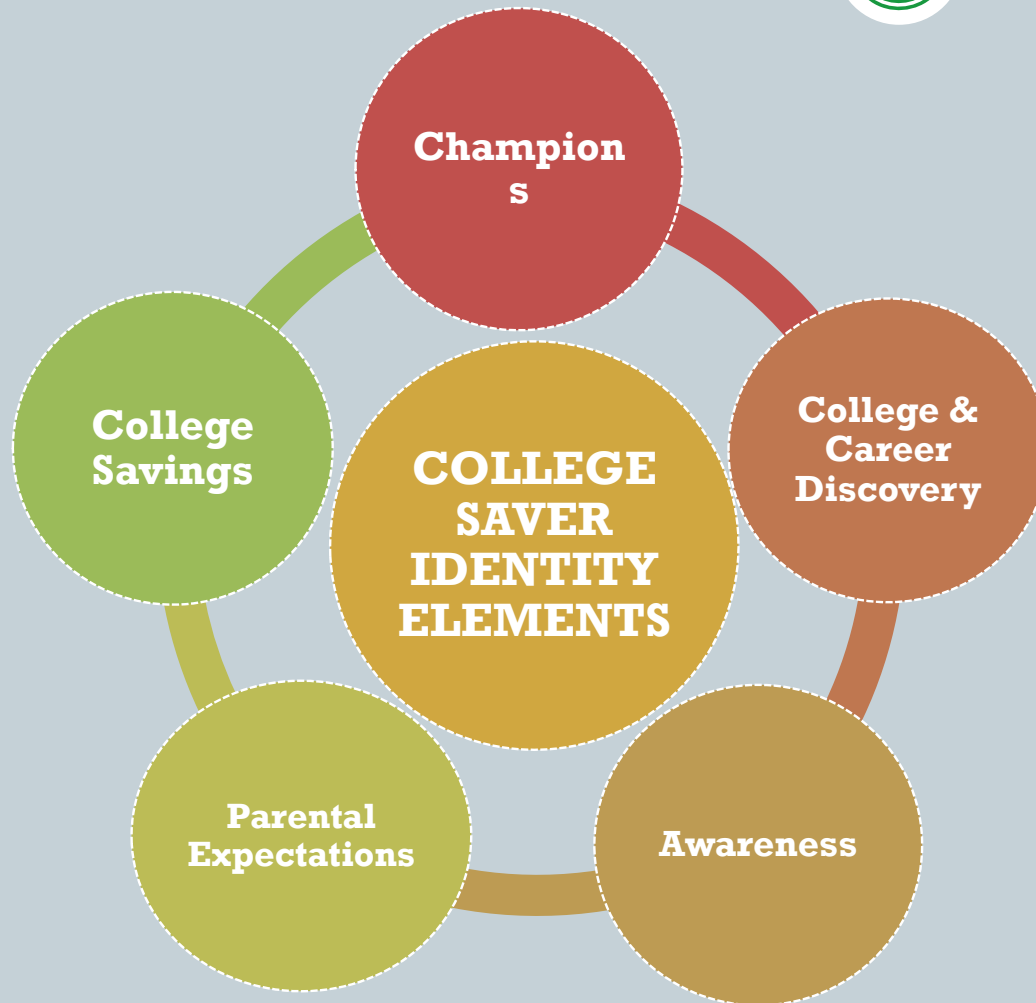 Champion
s
College &
Career
Discovery
College
Savings
COLLEGE
SAVER
IDENTITY
ELEMENTS
Parental
Expectations
Awareness